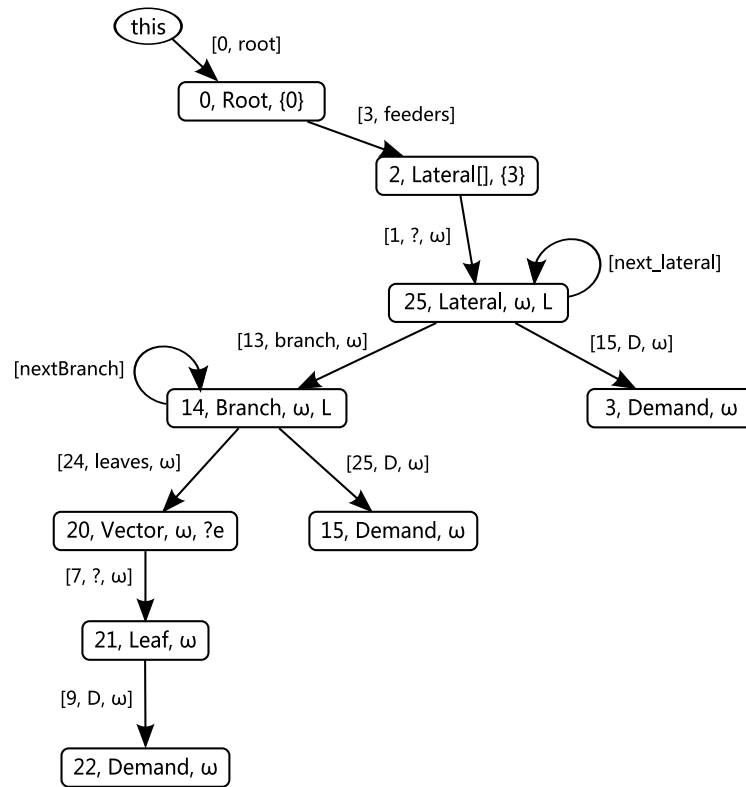 this
[0, root]
0, Root, {0}
[3, feeders]
2, Lateral[], {3}
[1, ?, ω]
[next_lateral]
25, Lateral, ω, L
[13, branch, ω]
[15, D, ω]
[nextBranch]
14, Branch, ω, L
3, Demand, ω
[24, leaves, ω]
[25, D, ω]
20, Vector, ω, ?e
15, Demand, ω
[7, ?, ω]
21, Leaf, ω
[9, D, ω]
22, Demand, ω